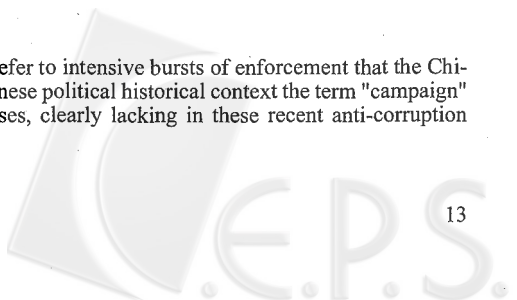 efer to intensive bursts of enforcement that the Chi-
nese political historical context the term "campaign"
ses, clearly lacking in these recent anti-corruption
13
C.E.P.S.